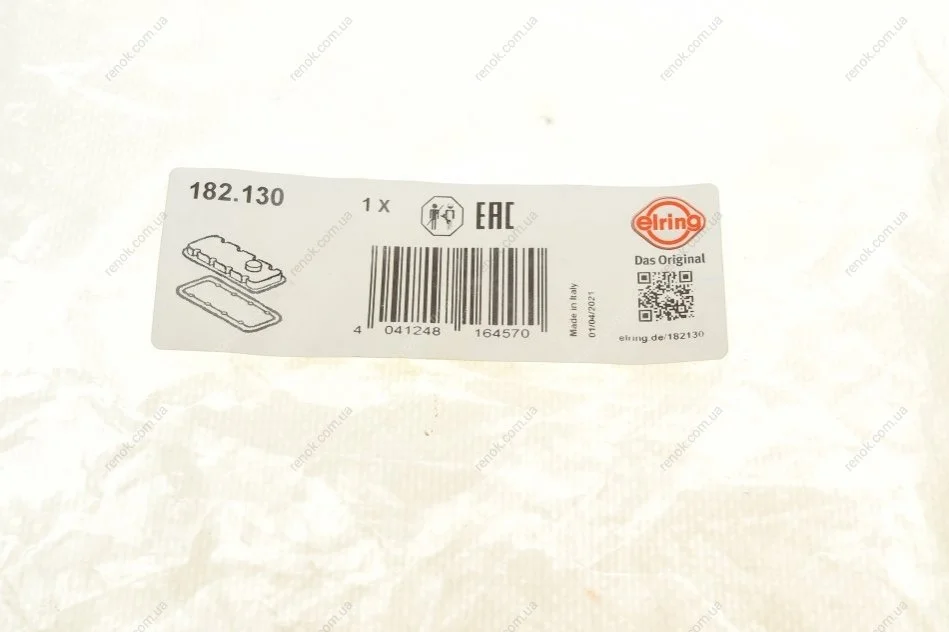 182.130
1 X
EAC
elring
Das Original
4 041248 164570
Made in Italy
01/04/2021
elring.de/182130
renok.com.ua